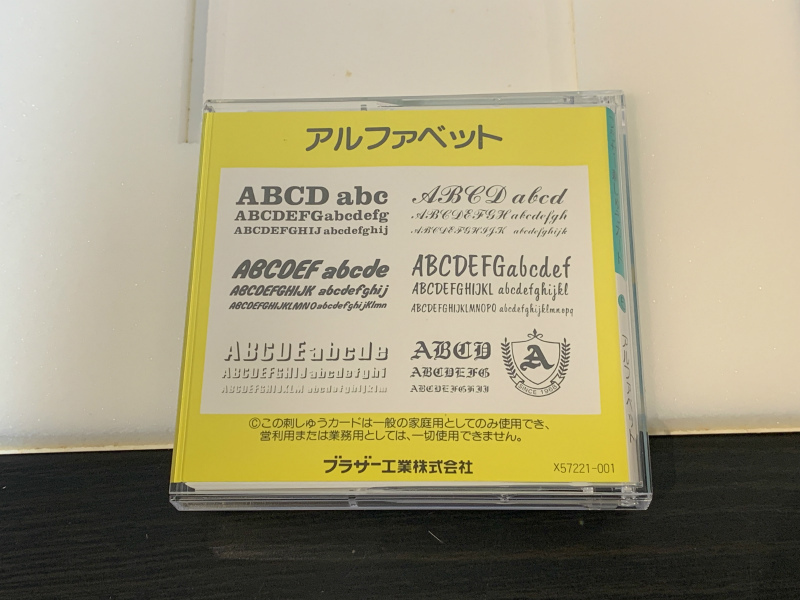 アルファベット
ABCD abc
ABCDEFGabcdefg
ABCDEFGHIJ abcdefghij
ABCD abcd
ABCDEFGHabcdefgh
ABCDEFGHIJK abcdefghijk
ABCDEF abcde
ABCDEFGHIJK abcdefghij
ABCDEFGHIJKLMNO abcdefghijklmn
ABCDEFGabcdef
ABCDEFGHIJKL abcdefghijkl
ABCDEFGHIJKLMNOPQ abcdefghijklmnopq
ABCDEabcde
ABCDEFGHIJabcdefghi
ABCDEFGHIJKLM abcdefghijklm
ABCD
ABCDEFG
ABCDEFGHIJ
A
SINCE 1968
©この刺しゅうカードは一般の家庭用としてのみ使用でき、
営利用または業務用としては、一切使用できません。
ブラザー工業株式会社
X57221-001